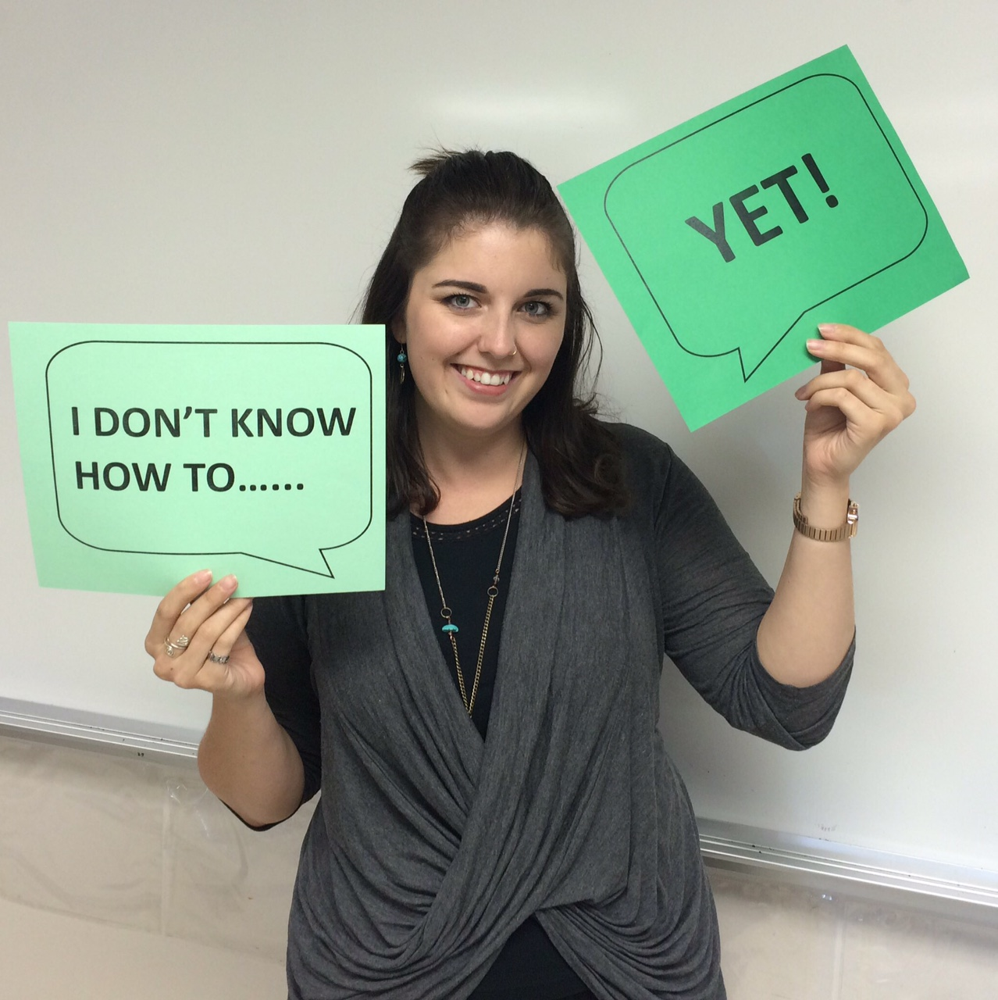 I DON’T KNOW
HOW TO......
YET!